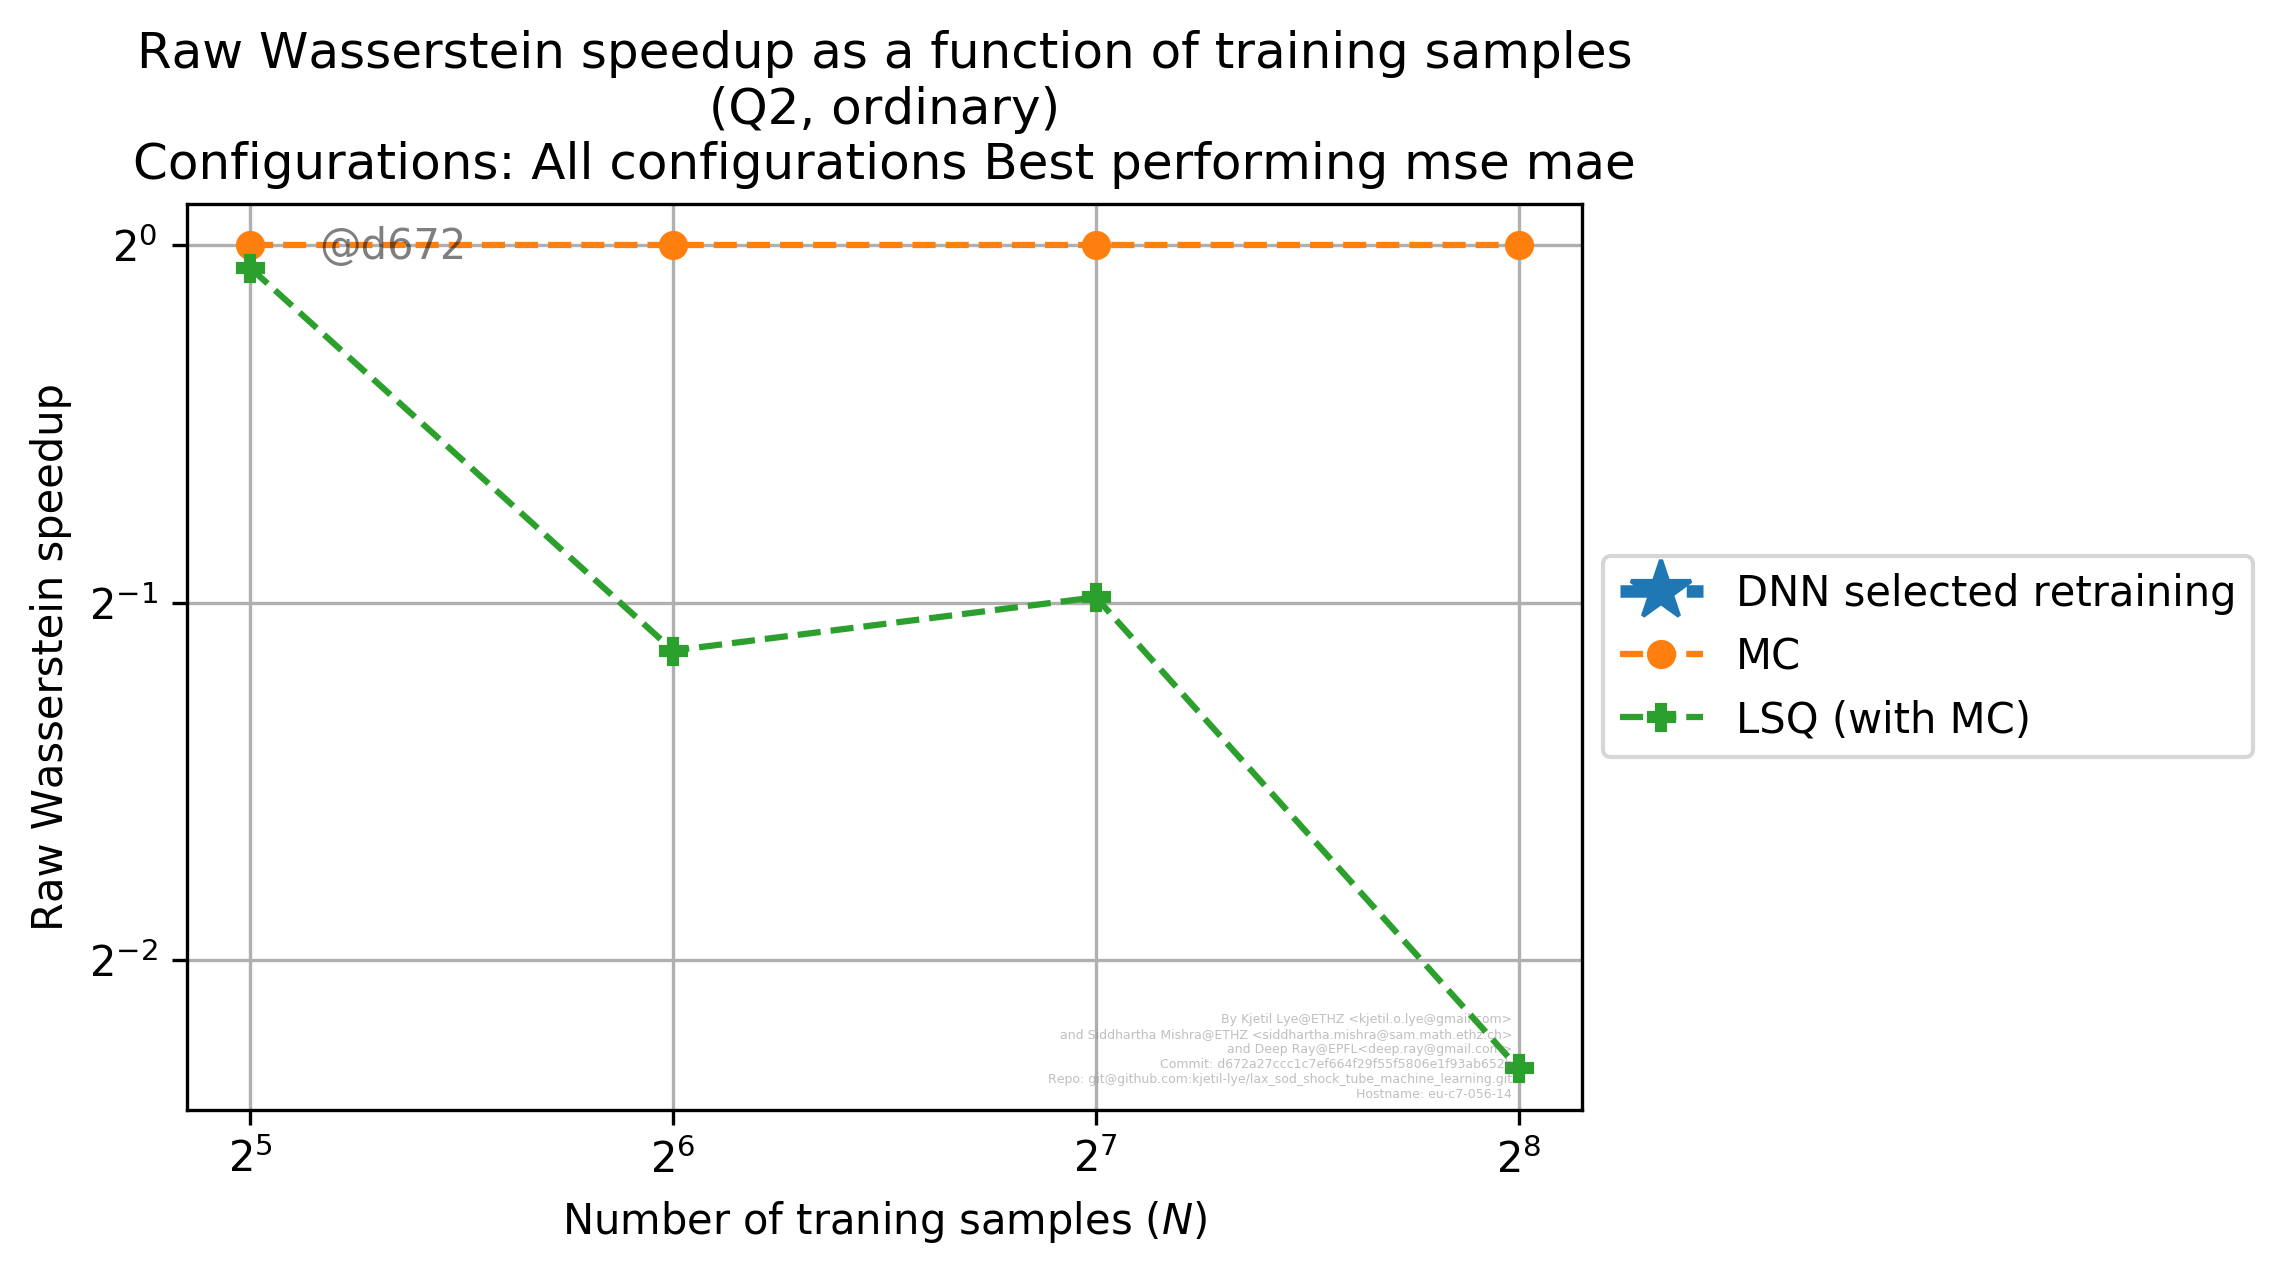 Raw Wasserstein speedup as a function of training samples
(Q2, ordinary)
Configurations: All configurations Best performing mse mae
2⁰
@d672
2⁻¹
2⁻²
Raw Wasserstein speedup
DNN selected retraining
MC
LSQ (with MC)
By Kjetil Lye@ETHZ <kjetil.o.lye@gmail.com>
and Siddhartha Mishra@ETHZ <siddhartha.mishra@sam.math.ethz.ch>
and Deep Ray@EPFL<deep.ray@gmail.com>
Commit:
Repo: git@github.com:kjetil-lye/lax_sod_shock_tube_machine_learning.git
Hostname: eu-c7-056-14
2⁵ 2⁶ 2⁷ 2⁸
Number of traning samples (N)